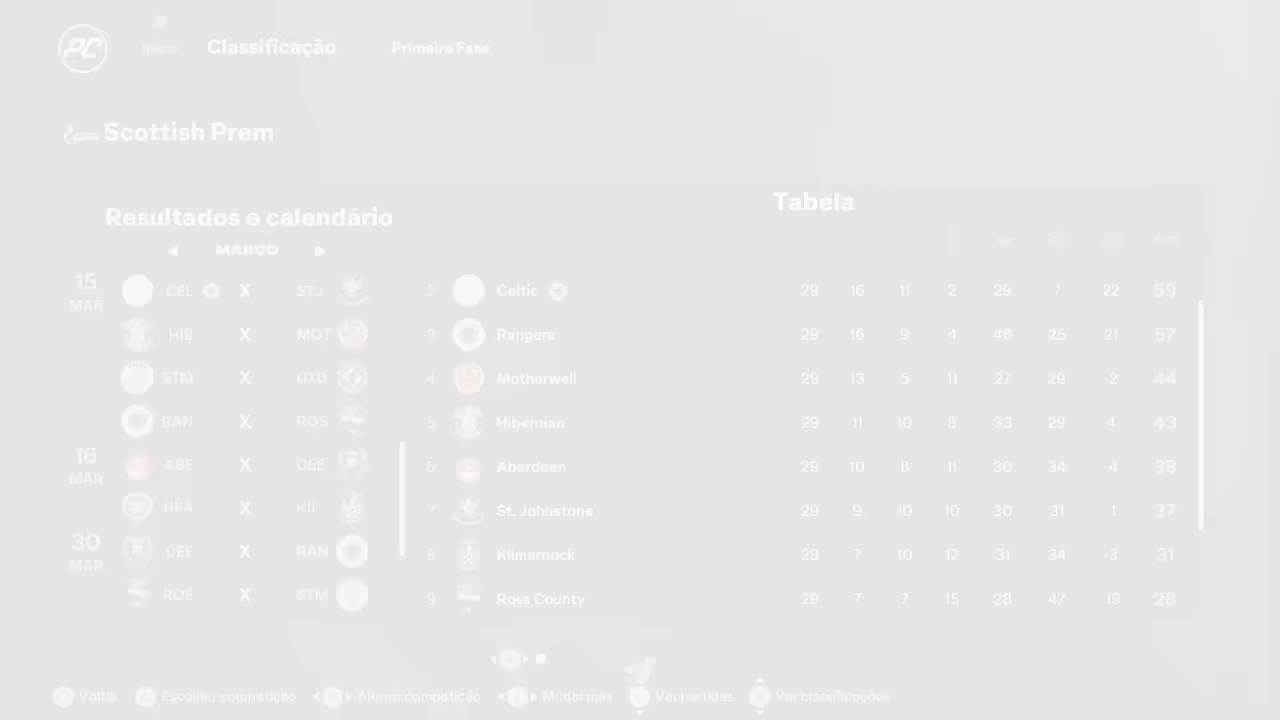 PC Início Classificação Primeira Fase
Scottish Prem
Resultados e calendário
MARÇO
Tabela
15 MAR
CEL X STJ
HIB X MOT
STM X UTD
RAN X ROS
16 MAR
ABE X DEE
HEA X KIL
30 MAR
DEE X RAN
ROS X STM
2 Celtic 29 16 11 2 29 7 22 59
3 Rangers 29 16 9 4 46 25 21 57
4 Motherwell 29 13 5 11 27 29 -2 44
5 Hibernian 29 11 10 8 33 29 4 43
6 Aberdeen 29 10 8 11 30 34 -4 38
7 St. Johnstone 29 9 10 10 30 31 1 37
8 Kilmarnock 29 7 10 12 31 34 -3 31
9 Ross County 29 7 7 15 28 47 19 28
Voltar Escolher competição Alterar competição Mudar mês Ver partidas Ver classificações